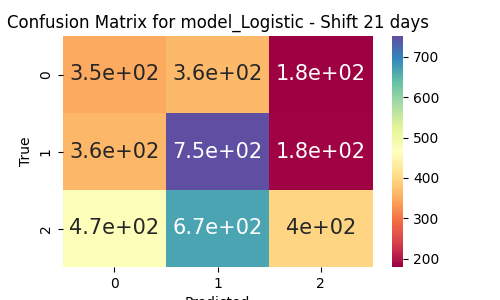 Confusion Matrix for model_Logistic - Shift 21 days
0 3.5e+02 3.6e+02 1.8e+02
1 3.6e+02 7.5e+02 1.8e+02
2 4.7e+02 6.7e+02 4e+02
0 1 2
True
Predicted
700
600
500
400
300
200